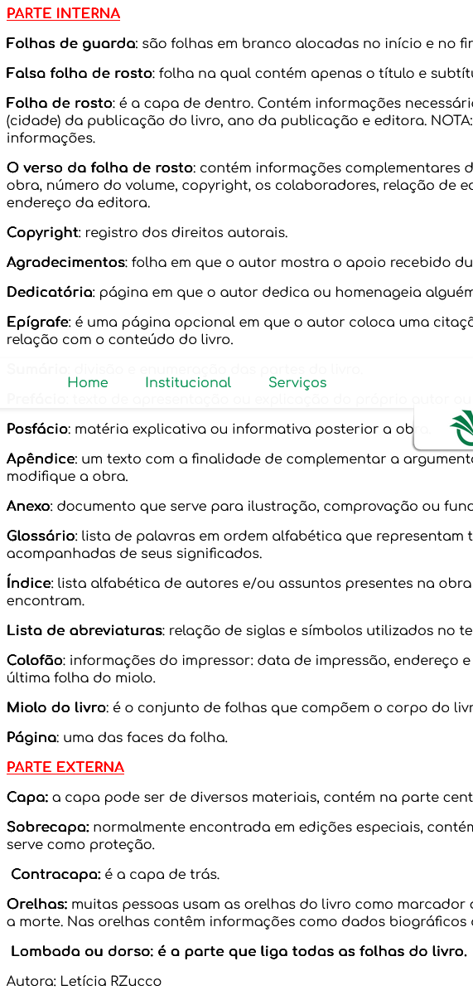 PARTE INTERNA
Folhas de guarda: são folhas em branco alocadas no início e no fi
Falsa folha de rosto: folha na qual contém apenas o título e subtít
Folha de rosto: é a capa de dentro. Contém informações necessári
(cidade) da publicação do livro, ano da publicação e editora. NOTA:
informações.
O verso da folha de rosto: contém informações complementares d
obra, número do volume, copyright, os colaboradores, relação de e
endereço da editora.
Copyright: registro dos direitos autorais.
Agradecimentos: folha em que o autor mostra o apoio recebido du
Dedicatória: página em que o autor dedica ou homenageia algué
Epígrafe: é uma página opcional em que o autor coloca uma citaç
relação com o conteúdo do livro.
Sumário: divisão e enumeração das partes do livro.
Home Institucional Serviços
Prefácio: texto de apresentação ou explicação do próprio autor ou
Posfácio: matéria explicativa ou informativa posterior a obra.
Apêndice: um texto com a finalidade de complementar a argument
modifique a obra.
Anexo: documento que serve para ilustração, comprovação ou fun
Glossário: lista de palavras em ordem alfabética que representam t
acompanhadas de seus significados.
Índice: lista alfabética de autores e/ou assuntos presentes na obra
encontram.
Lista de abreviaturas: relação de siglas e símbolos utilizados no te
Colofão: informações do impressor: data de impressão, endereço e
última folha do miolo.
Miolo do livro: é o conjunto de folhas que compõem o corpo do liv
Página: uma das faces da folha.
PARTE EXTERNA
Capa: a capa pode ser de diversos materiais, contém na parte cent
Sobrecapa: normalmente encontrada em edições especiais, conté
serve como proteção.
Contracapa: é a capa de trás.
Orelhas: muitas pessoas usam as orelhas do livro como marcador
a morte. Nas orelhas contêm informações como dados biográficos
Lombada ou dorso: é a parte que liga todas as folhas do livro.
Autora: Letícia RZucco